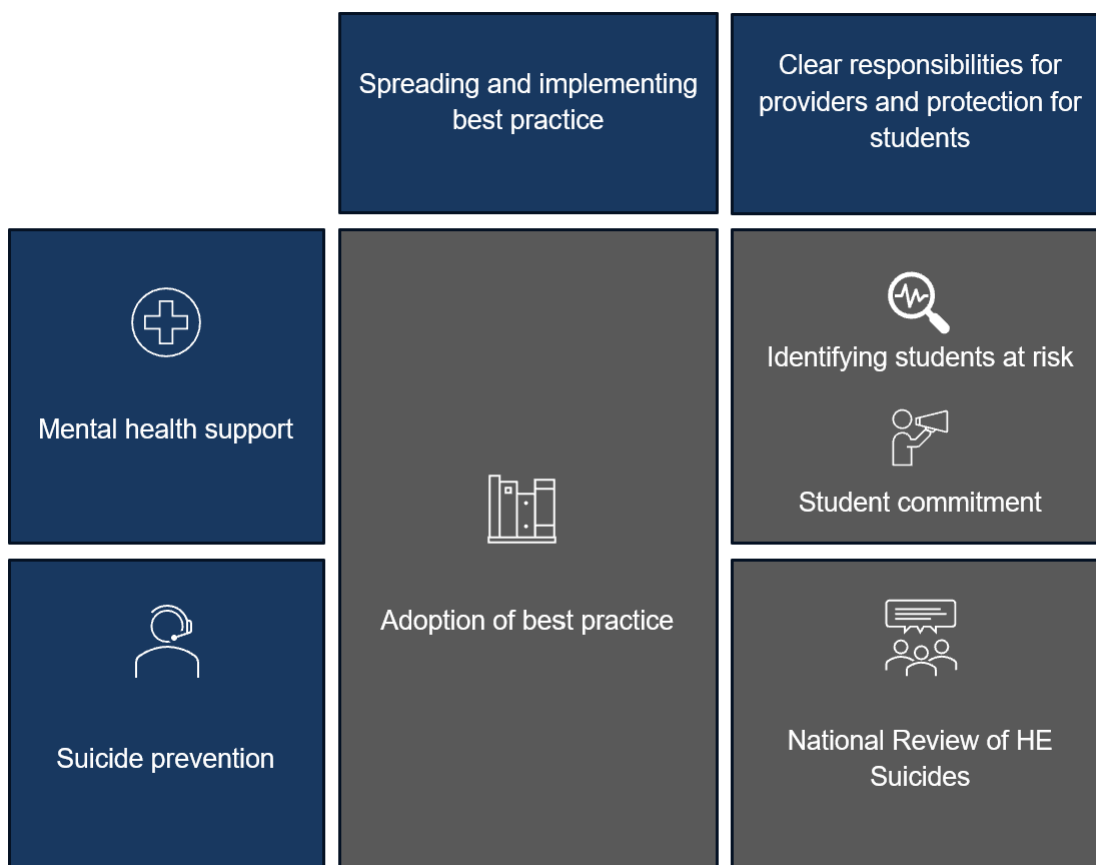 Spreading and implementing
best practice
Clear responsibilities for
providers and protection for
students
Mental health support
Adoption of best practice
Identifying students at risk
Student commitment
Suicide prevention
National Review of HE
Suicides